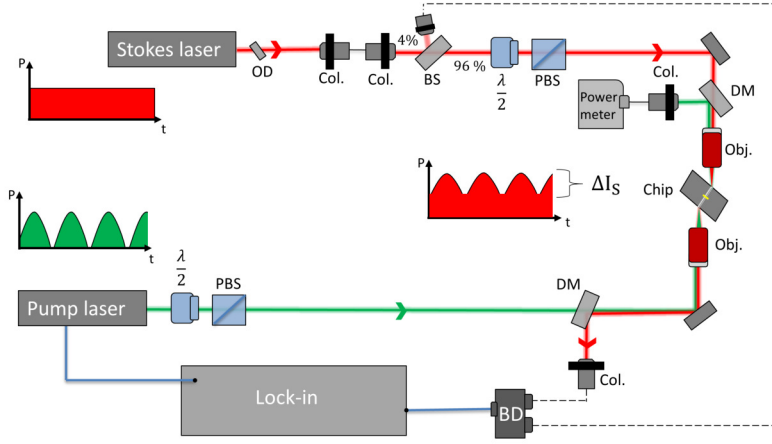 Stokes laser
OD
Col.
Col.
4%
BS
96 %
λ
2
PBS
Col.
DM
Power
meter
Obj.
P
t
P
t
ΔI_S
Chip
P
t
Obj.
λ
2
PBS
DM
Pump laser
Col.
Lock-in
BD